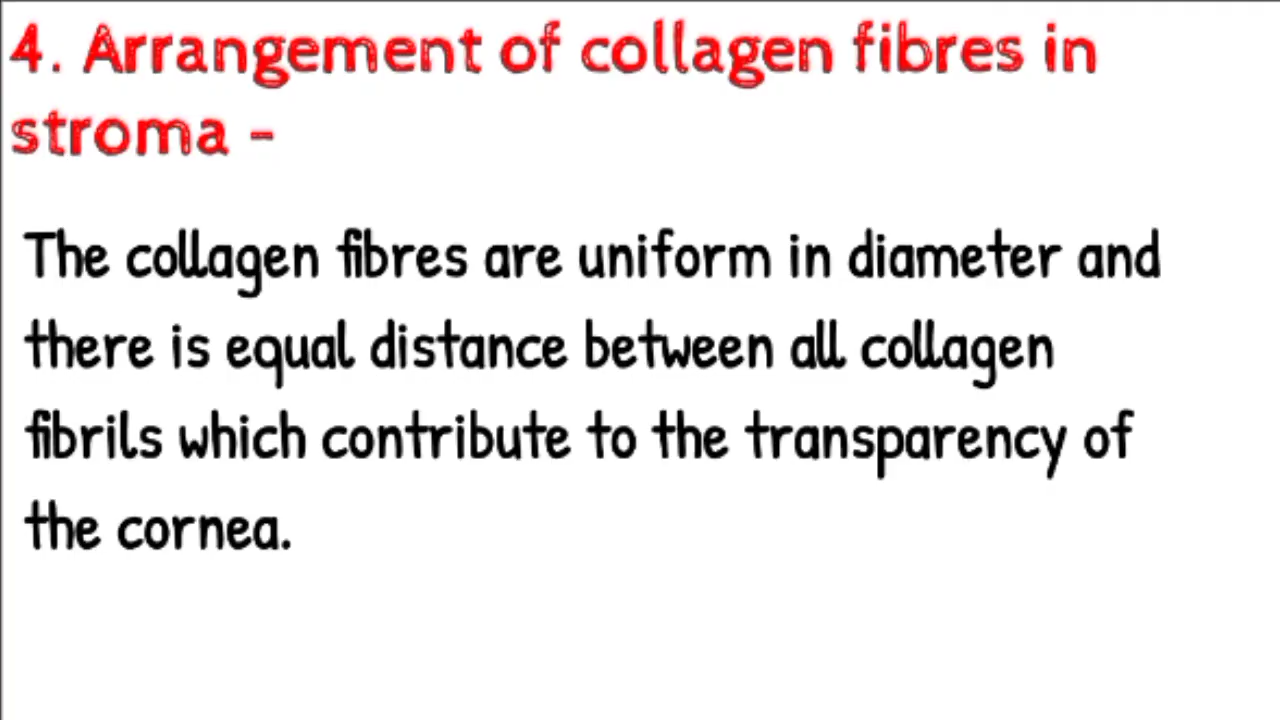 4. Arrangement of collagen fibres in
stroma -
The collagen fibres are uniform in diameter and
there is equal distance between all collagen
fibrils which contribute to the transparency of
the cornea.